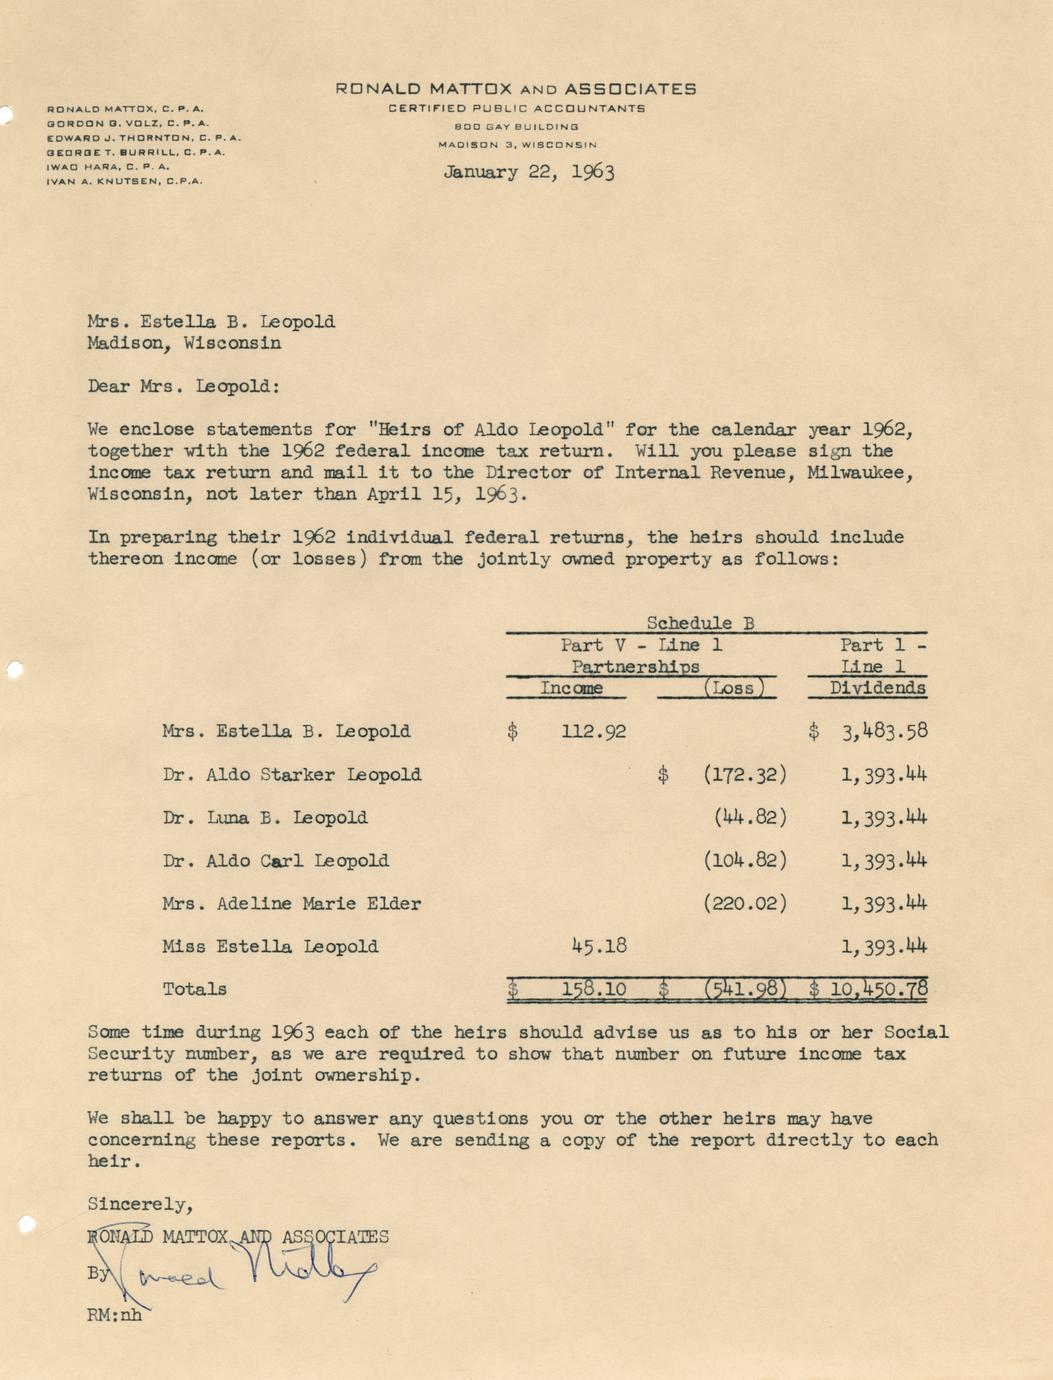 RONALD MATTOX AND ASSOCIATES
CERTIFIED PUBLIC ACCOUNTANTS
800 GAY BUILDING
MADISON 3, WISCONSIN
RONALD MATTOX, C. P. A.
GORDON G. VOLZ, C. P. A.
EDWARD J. THORNTON, C. P. A.
GEORGE T. BURRILL, C. P. A.
IWAO HARA, C. P. A.
IVAN A. KNUTSEN, C.P.A.
January 22, 1963
Mrs. Estella B. Leopold
Madison, Wisconsin
Dear Mrs. Leopold:
We enclose statements for "Heirs of Aldo Leopold" for the calendar year 1962,
together with the 1962 federal income tax return. Will you please sign the
income tax return and mail it to the Director of Internal Revenue, Milwaukee,
Wisconsin, not later than April 15, 1963.
In preparing their 1962 individual federal returns, the heirs should include
thereon income (or losses) from the jointly owned property as follows:
Schedule B
Part V - Line 1 Part 1 -
Partnerships Line 1
Income (Loss) Dividends
Mrs. Estella B. Leopold $ 112.92 $ 3,483.58
Dr. Aldo Starker Leopold $ (172.32) 1,393.44
Dr. Luna B. Leopold (44.82) 1,393.44
Dr. Aldo Carl Leopold (104.82) 1,393.44
Mrs. Adeline Marie Elder (220.02) 1,393.44
Miss Estella Leopold 45.18 1,393.44
Totals $ 158.10 $ (541.98) $ 10,450.78
Some time during 1963 each of the heirs should advise us as to his or her Social
Security number, as we are required to show that number on future income tax
returns of the joint ownership.
We shall be happy to answer any questions you or the other heirs may have
concerning these reports. We are sending a copy of the report directly to each
heir.
Sincerely,
RONALD MATTOX AND ASSOCIATES
By Ronald Mattox
RM:nh